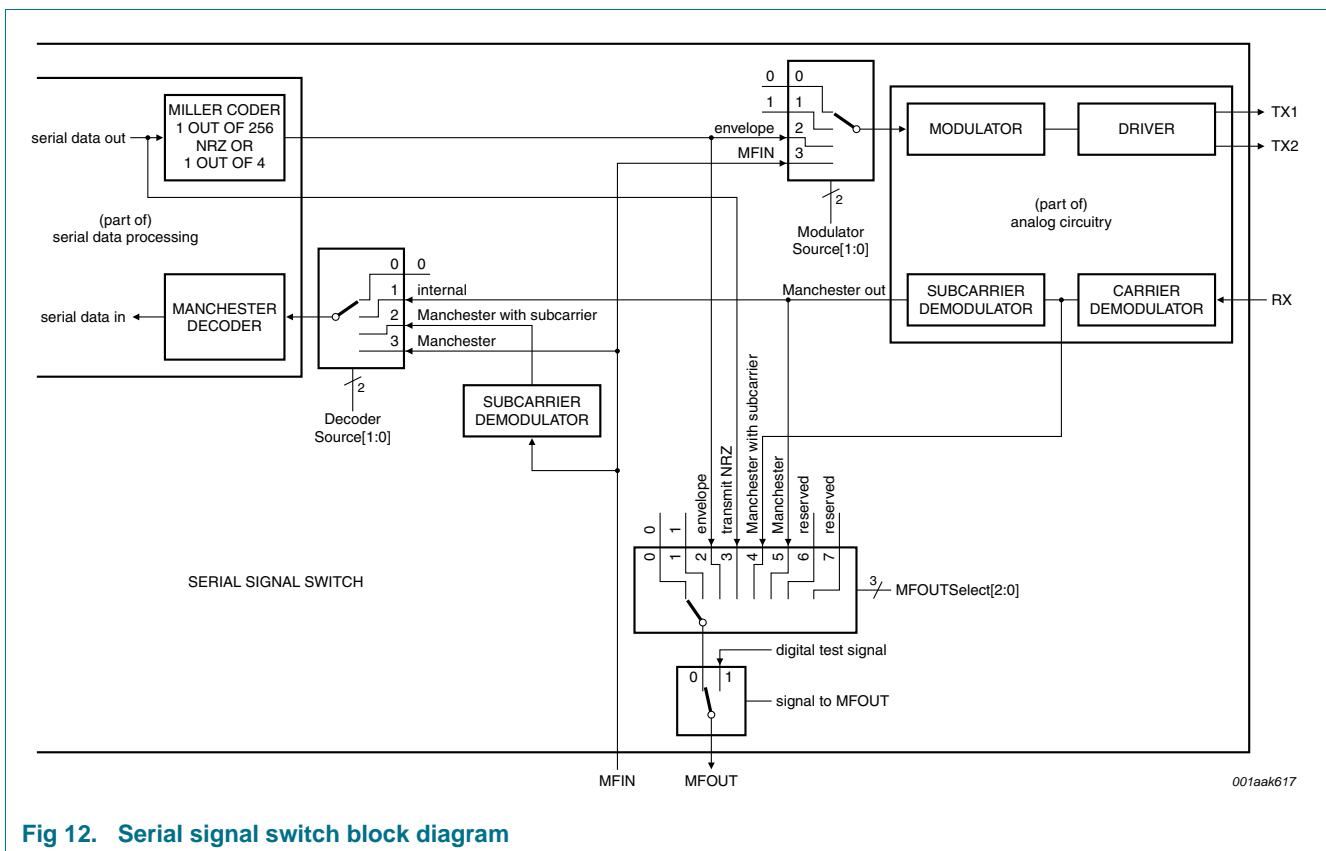 MILLER CODER
1 OUT OF 256
NRZ OR
1 OUT OF 4
serial data out
(part of)
serial data processing
MANCHESTER
DECODER
serial data in
0 0
1 internal
2 Manchester with subcarrier
3 Manchester
2
Decoder
Source[1:0]
SUBCARRIER
DEMODULATOR
0 0
1 1
envelope 2
MFIN 3
2
Modulator
Source[1:0]
MODULATOR
DRIVER
TX1
TX2
(part of)
analog circuitry
Manchester out
SUBCARRIER
DEMODULATOR
CARRIER
DEMODULATOR
RX
0 0
1 1
envelope 2
transmit NRZ 3
Manchester with subcarrier 4
Manchester 5
reserved 6
reserved 7
3
MFOUTSelect[2:0]
SERIAL SIGNAL SWITCH
digital test signal
0 1
signal to MFOUT
MFIN
MFOUT
001aak617
Fig 12. Serial signal switch block diagram